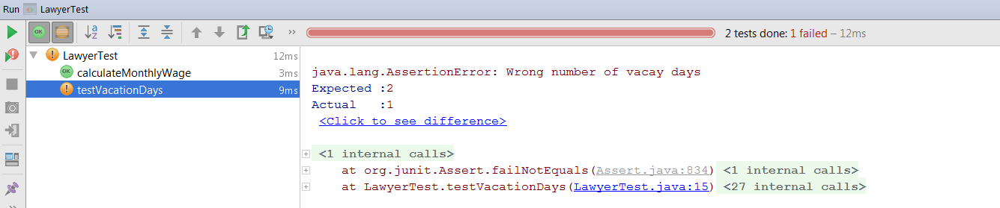 Run LawyerTest
OK »  2 tests done: 1 failed – 12ms
LawyerTest 12ms
OK calculateMonthlyWage 3ms
testVacationDays 9ms
java.lang.AssertionError: Wrong number of vacay days
Expected :2
Actual   :1
<Click to see difference>
<1 internal calls>
at org.junit.Assert.failNotEquals(Assert.java:834) <1 internal calls>
at LawyerTest.testVacationDays(LawyerTest.java:15) <27 internal calls>